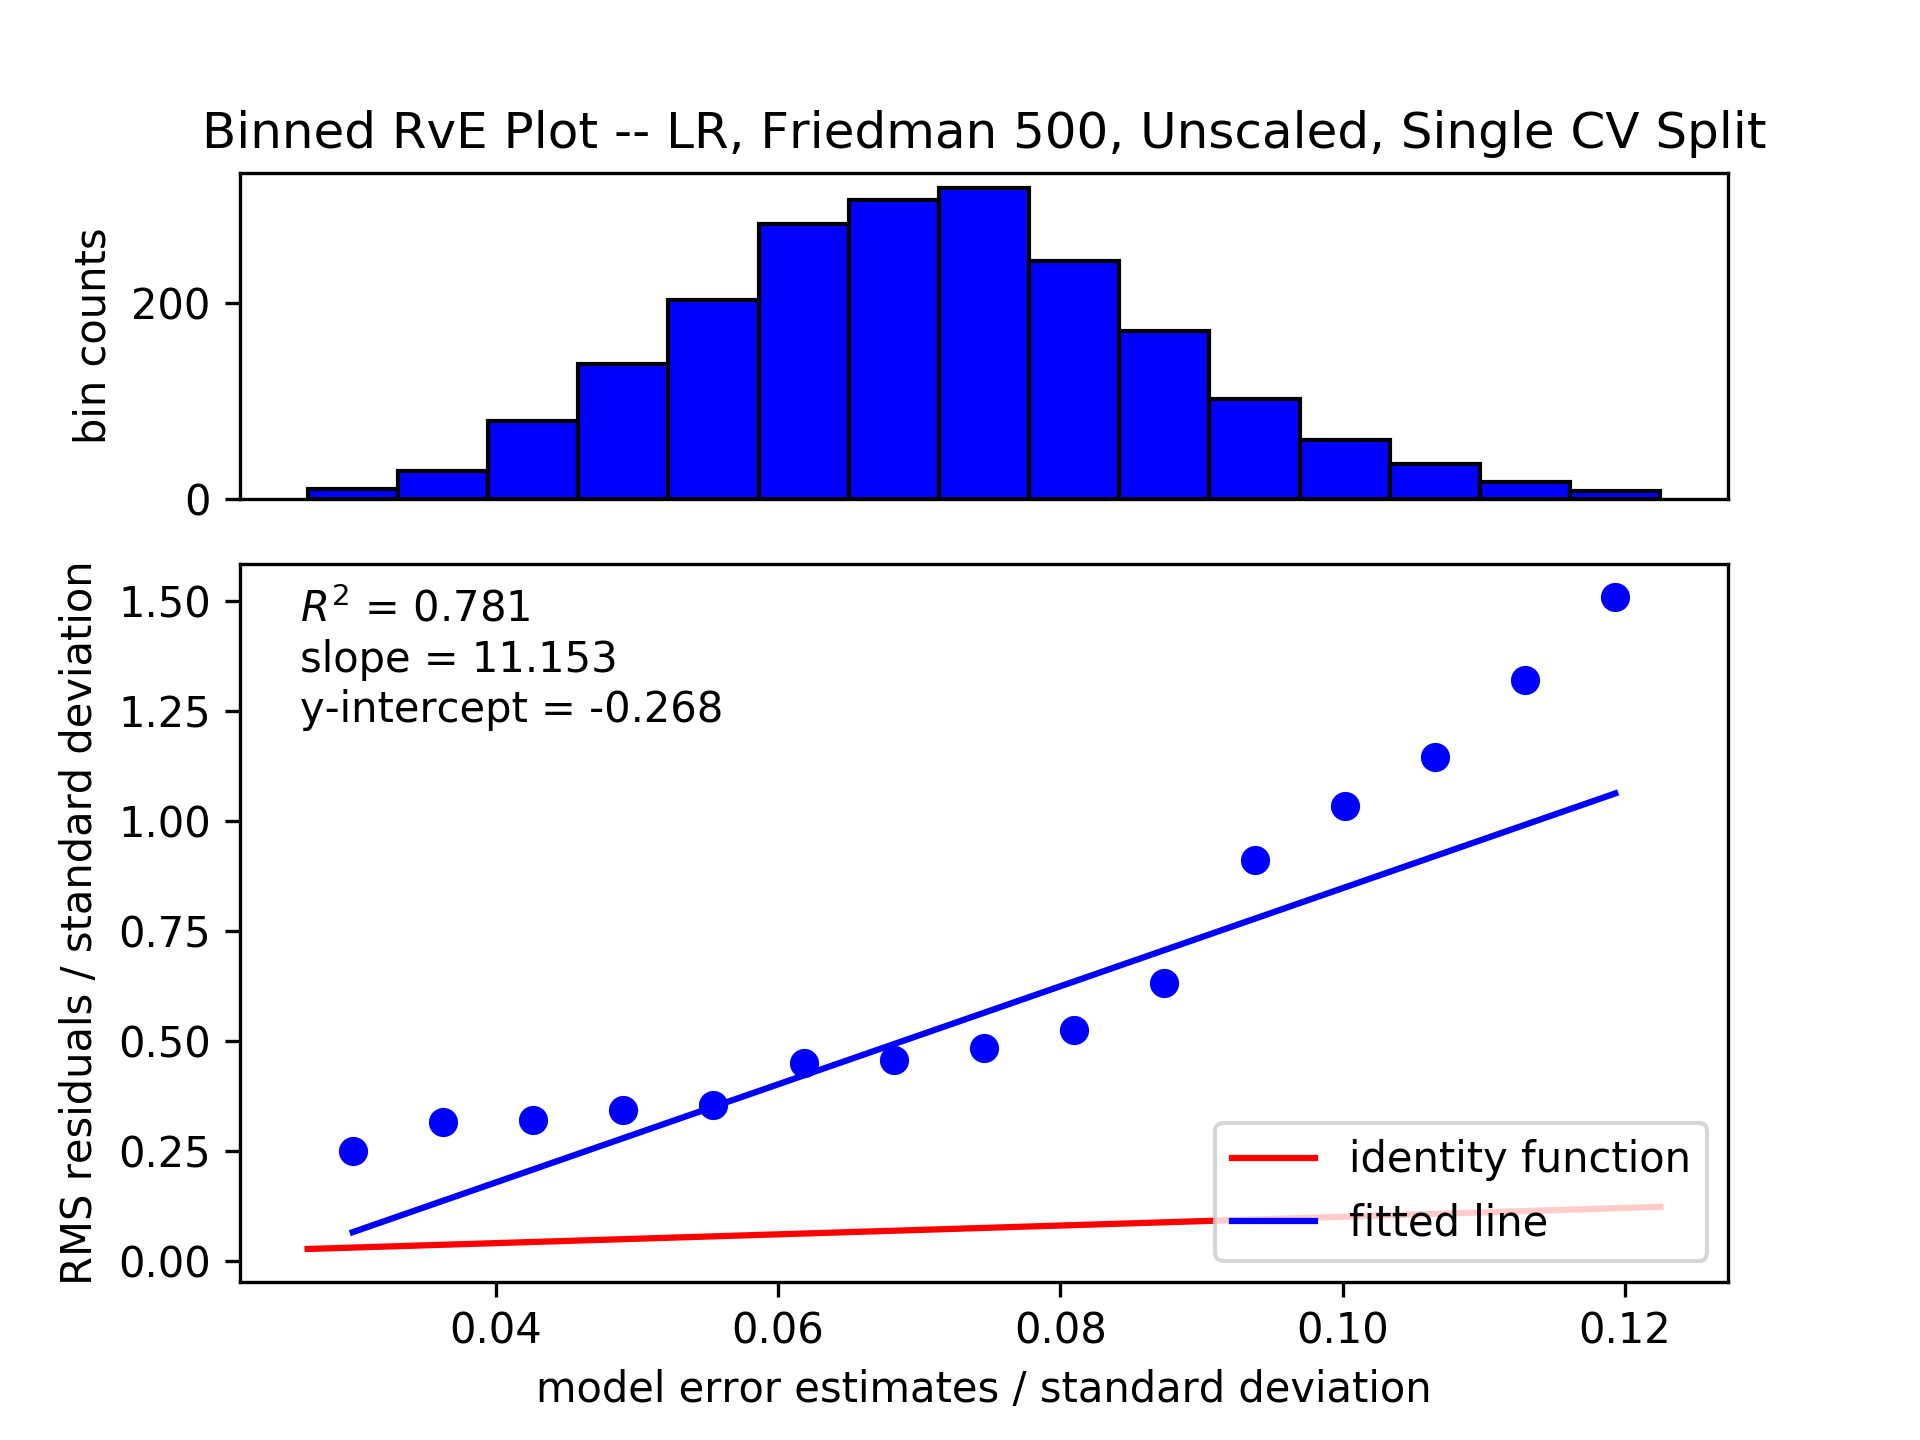 Binned RvE Plot -- LR, Friedman 500, Unscaled, Single CV Split
bin counts
200
0
RMS residuals / standard deviation
1.50
1.25
1.00
0.75
0.50
0.25
0.00
R² = 0.781
slope = 11.153
y-intercept = -0.268
identity function
fitted line
0.04 0.06 0.08 0.10 0.12
model error estimates / standard deviation